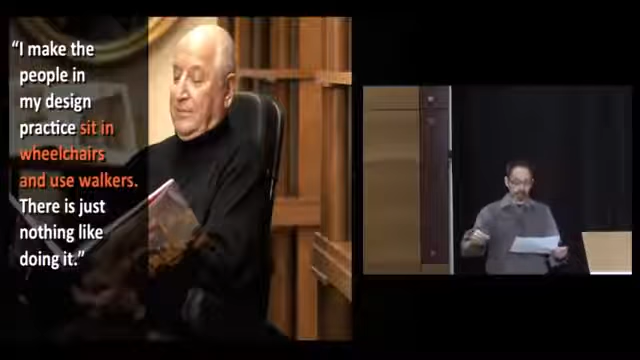 “I make the
people in
my design
practice sit in
wheelchairs
and use walkers.
There is just
nothing like
doing it.”